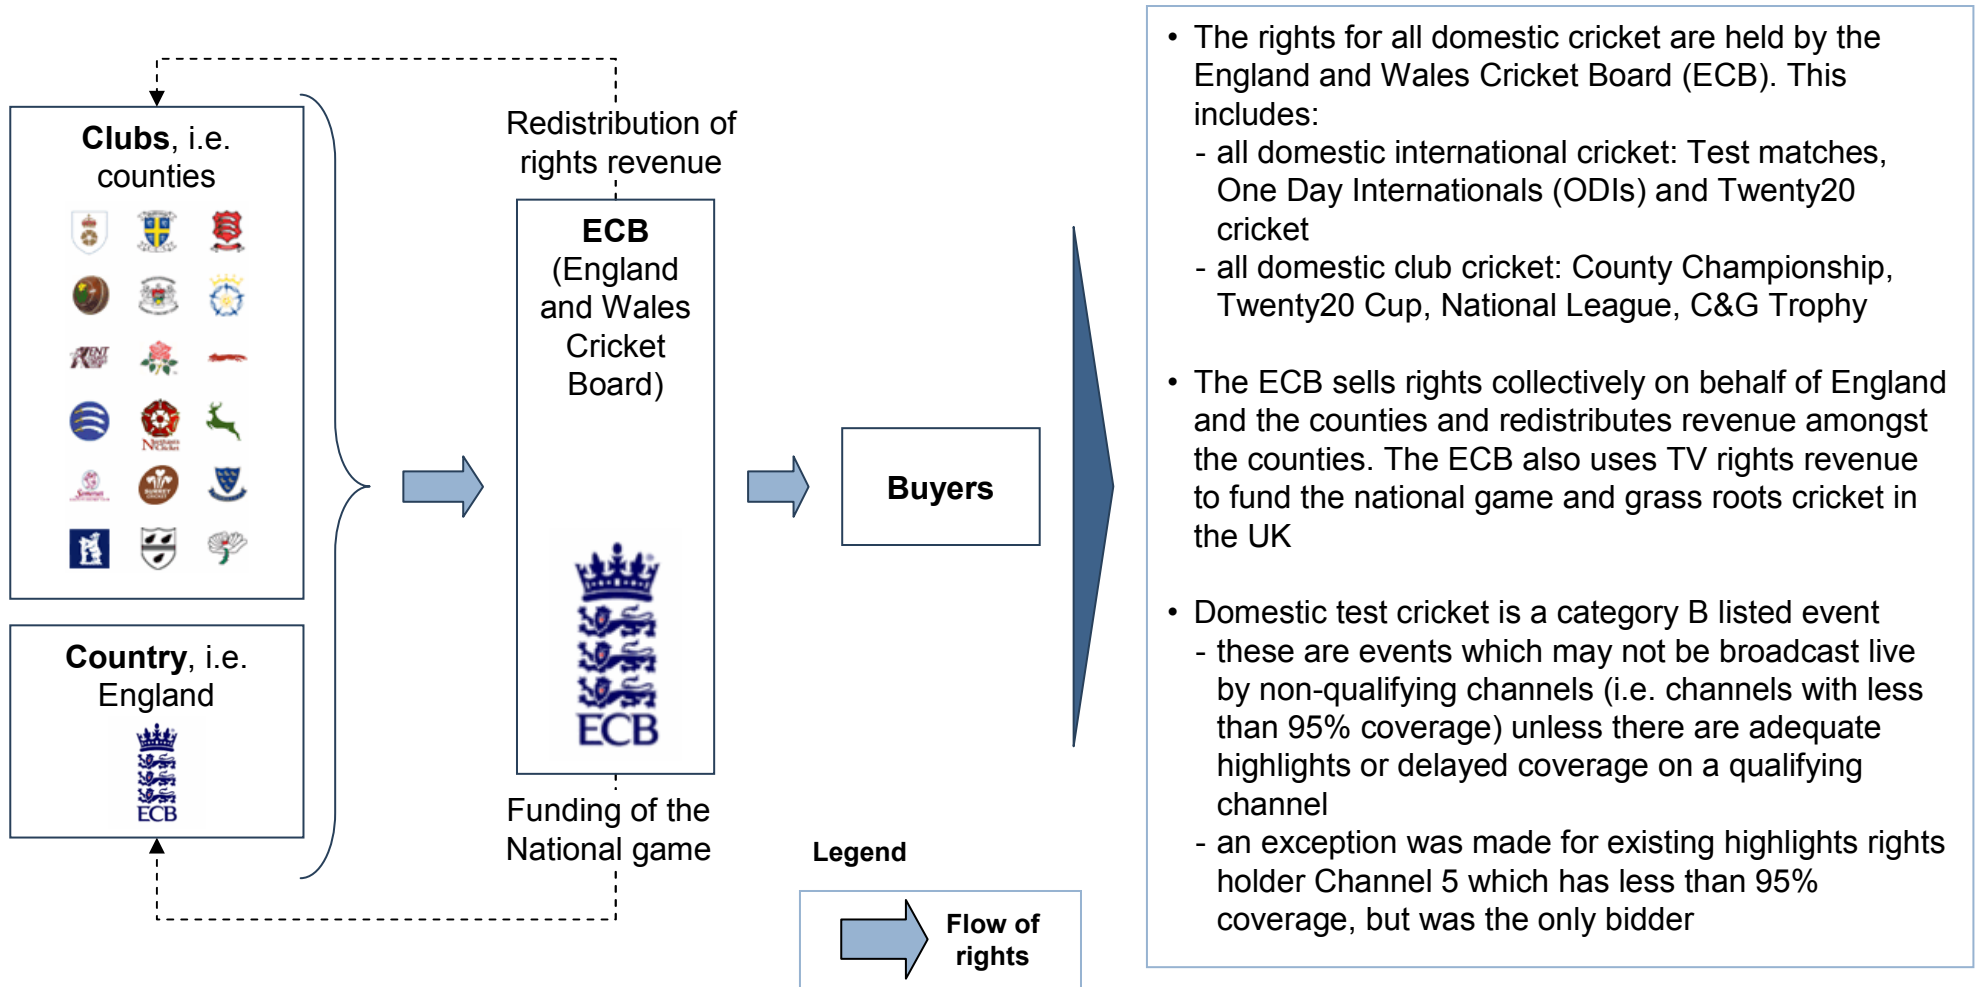 Clubs, i.e.
counties
KENT
Northants
Cricket
Somerset
SURREY
CRICKET
Country, i.e.
England
ECB
Redistribution of
rights revenue
ECB
(England
and Wales
Cricket
Board)
ECB
Funding of the
National game
Buyers
Legend
Flow of
rights
• The rights for all domestic cricket are held by the
England and Wales Cricket Board (ECB). This
includes:
- all domestic international cricket: Test matches,
One Day Internationals (ODIs) and Twenty20
cricket
- all domestic club cricket: County Championship,
Twenty20 Cup, National League, C&G Trophy
• The ECB sells rights collectively on behalf of England
and the counties and redistributes revenue amongst
the counties. The ECB also uses TV rights revenue
to fund the national game and grass roots cricket in
the UK
• Domestic test cricket is a category B listed event
- these are events which may not be broadcast live
by non-qualifying channels (i.e. channels with less
than 95% coverage) unless there are adequate
highlights or delayed coverage on a qualifying
channel
- an exception was made for existing highlights rights
holder Channel 5 which has less than 95%
coverage, but was the only bidder